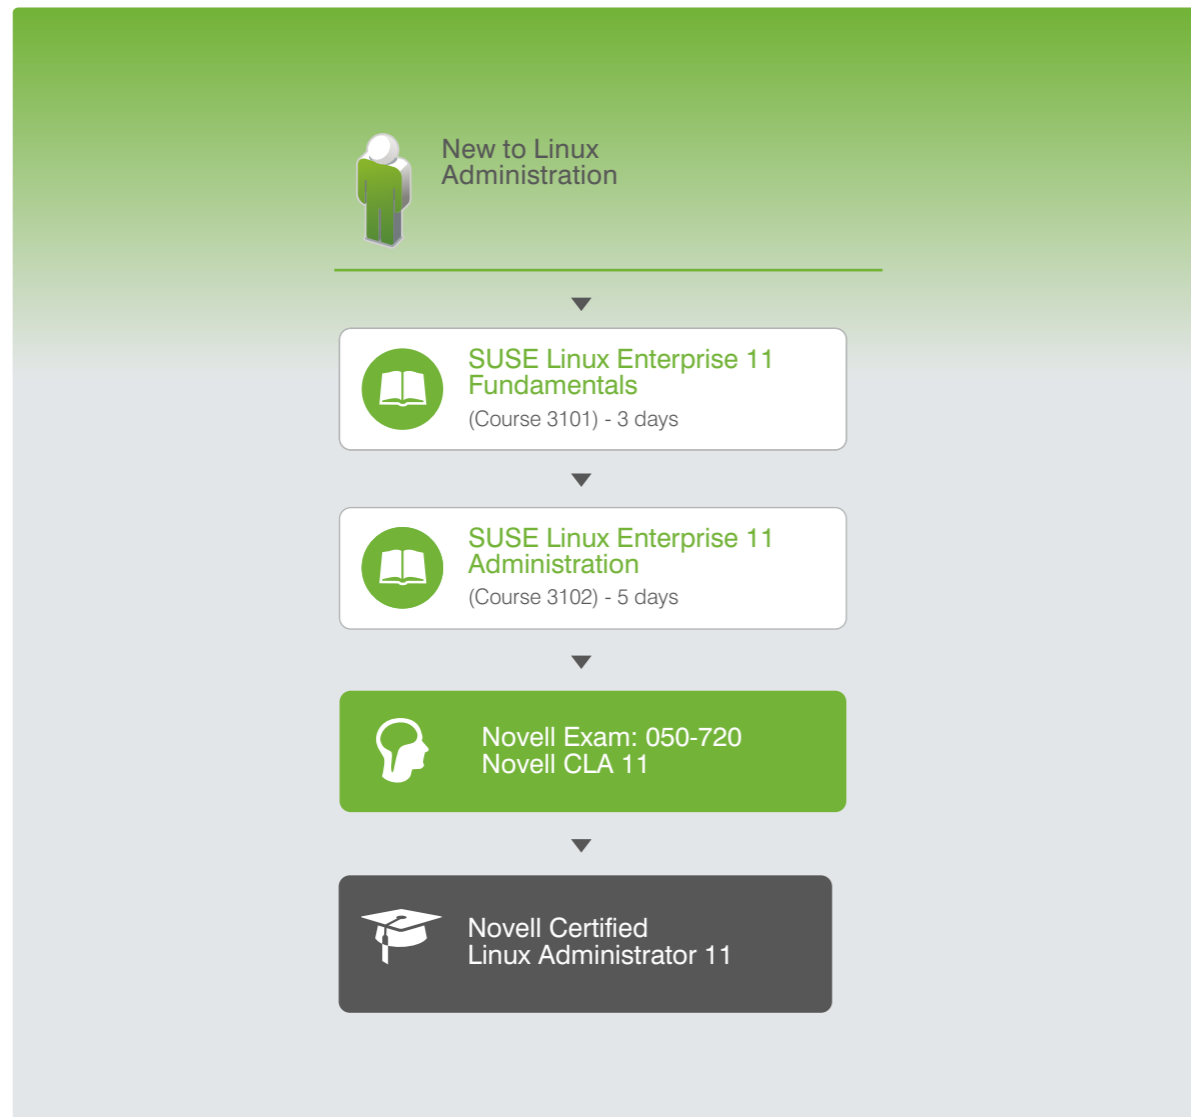 New to Linux
Administration
SUSE Linux Enterprise 11
Fundamentals
(Course 3101) - 3 days
SUSE Linux Enterprise 11
Administration
(Course 3102) - 5 days
Novell Exam: 050-720
Novell CLA 11
Novell Certified
Linux Administrator 11